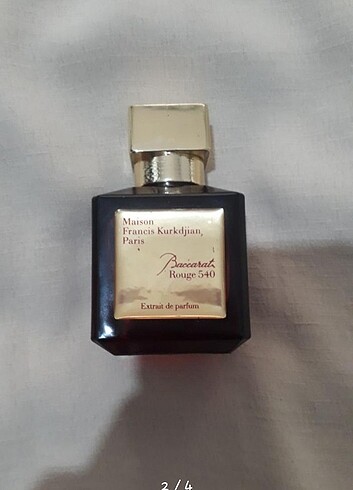 Maison
Francis Kurkdjian,
Paris
Baccarat
Rouge 540
Extrait de parfum
2 / 4